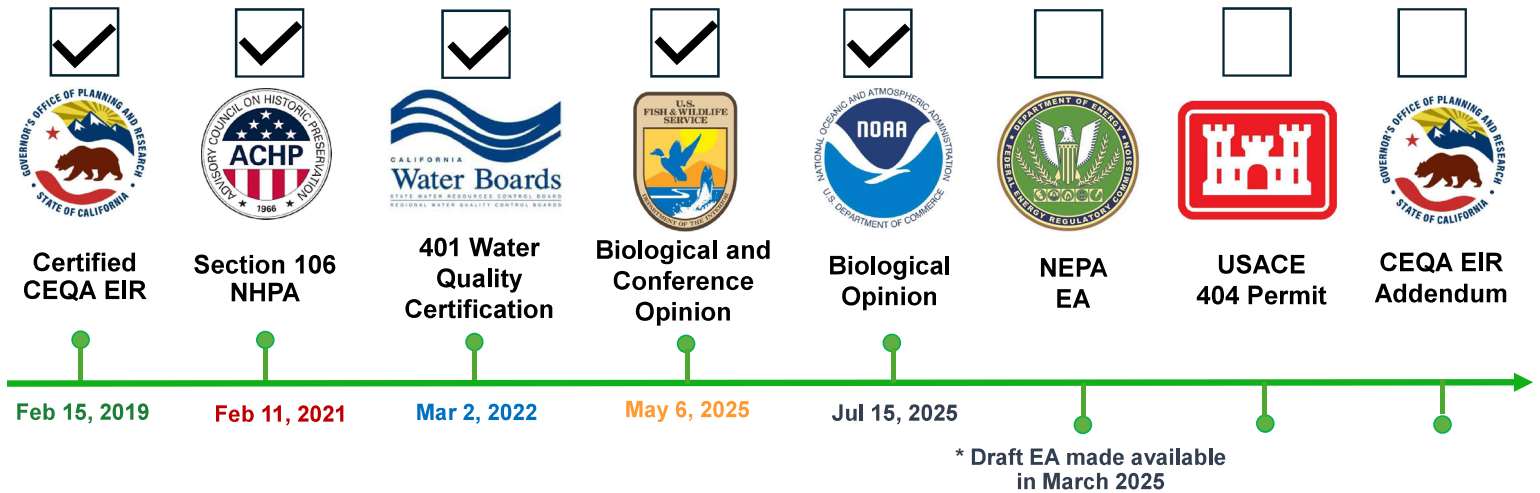 GOVERNOR'S OFFICE OF PLANNING AND RESEARCH
• STATE OF CALIFORNIA •
ADVISORY COUNCIL ON HISTORIC PRESERVATION
ACHP
• 1966 •
CALIFORNIA
Water Boards
STATE WATER RESOURCES CONTROL BOARD
REGIONAL WATER QUALITY CONTROL BOARDS
U.S.
FISH & WILDLIFE
SERVICE
DEPARTMENT OF THE INTERIOR
NATIONAL OCEANIC AND ATMOSPHERIC ADMINISTRATION
NOAA
U.S. DEPARTMENT OF COMMERCE
DEPARTMENT OF ENERGY
FEDERAL ENERGY REGULATORY COMMISSION
GOVERNOR'S OFFICE OF PLANNING AND RESEARCH
• STATE OF CALIFORNIA •
Certified
CEQA EIR
Section 106
NHPA
401 Water
Quality
Certification
Biological and
Conference
Opinion
Biological
Opinion
NEPA
EA
USACE
404 Permit
CEQA EIR
Addendum
Feb 15, 2019
Feb 11, 2021
Mar 2, 2022
May 6, 2025
Jul 15, 2025
* Draft EA made available
in March 2025